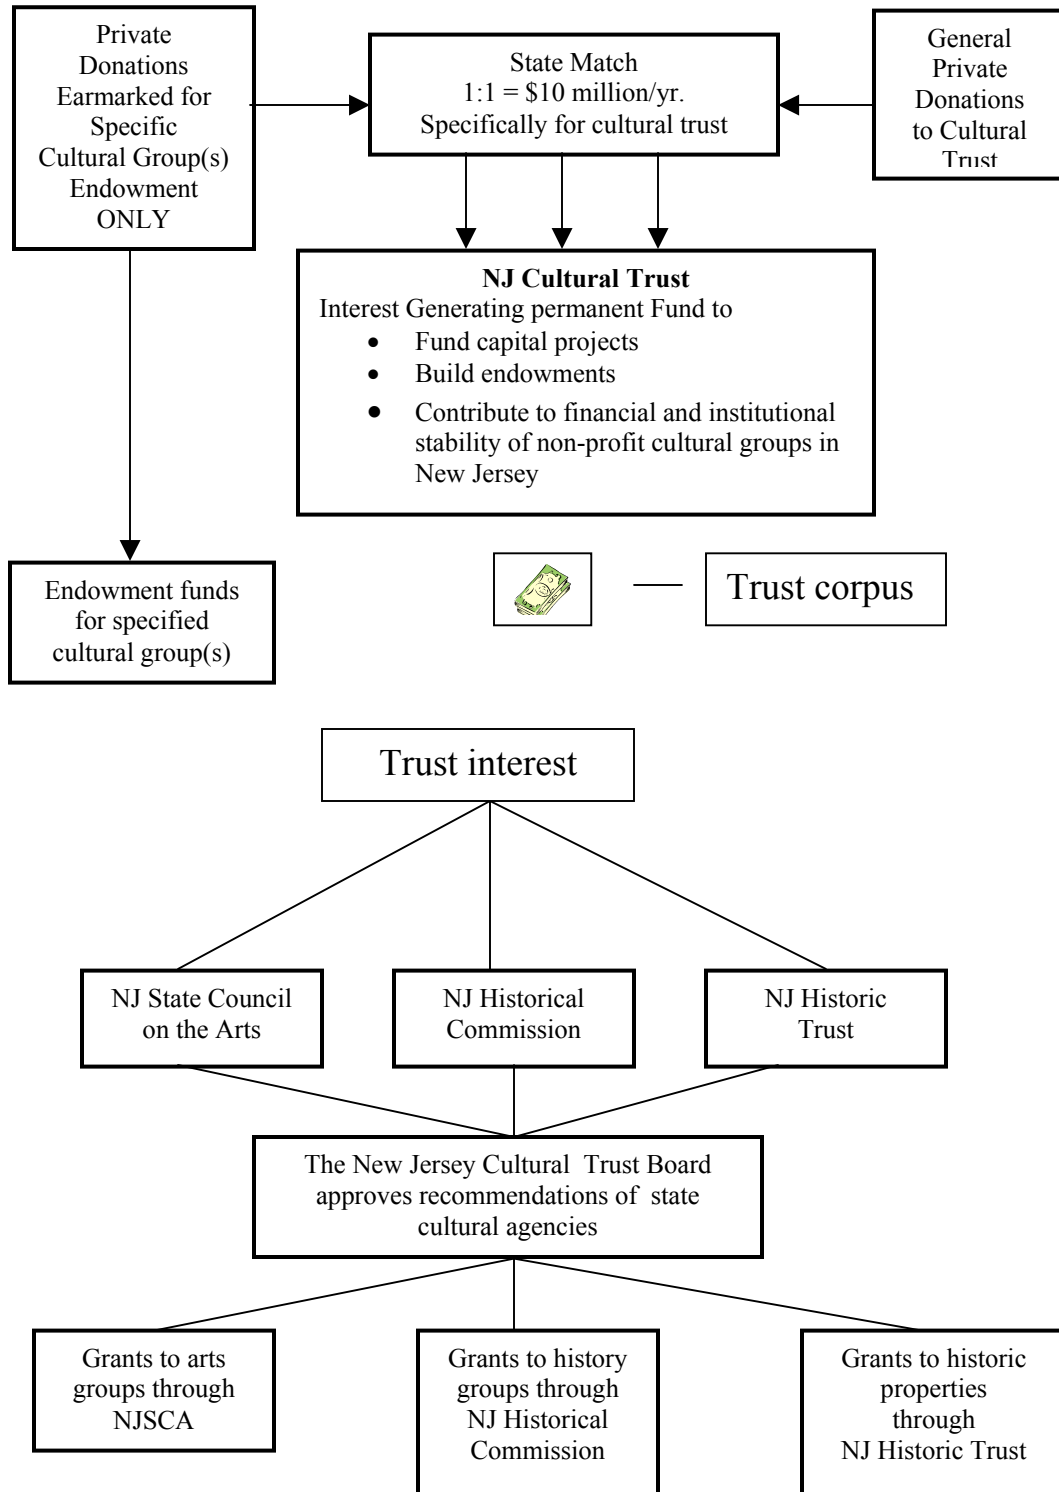 Private
Donations
Earmarked for
Specific
Cultural Group(s)
Endowment
ONLY
State Match
1:1 = $10 million/yr.
Specifically for cultural trust
General
Private
Donations
to Cultural
Trust
NJ Cultural Trust
Interest Generating permanent Fund to
• Fund capital projects
• Build endowments
• Contribute to financial and institutional
stability of non-profit cultural groups in
New Jersey
Endowment funds
for specified
cultural group(s)
Trust corpus
Trust interest
NJ State Council
on the Arts
NJ Historical
Commission
NJ Historic
Trust
The New Jersey Cultural Trust Board
approves recommendations of state
cultural agencies
Grants to arts
groups through
NJSCA
Grants to history
groups through
NJ Historical
Commission
Grants to historic
properties
through
NJ Historic Trust